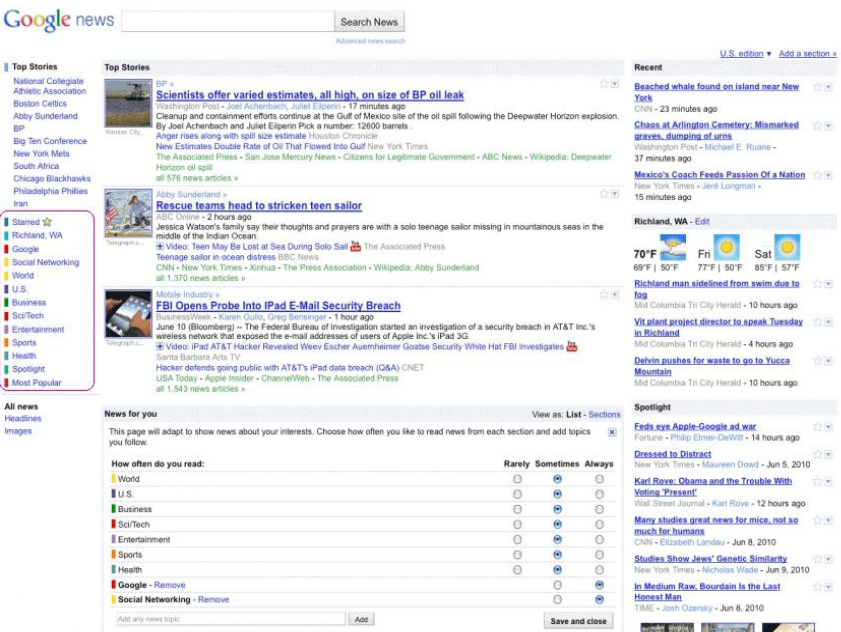 Google news
Search News
Advanced news search
U.S. edition ▼ Add a section »
Top Stories
National Collegiate
Athletic Association
Boston Celtics
Abby Sunderland
BP
Big Ten Conference
New York Mets
South Africa
Chicago Blackhawks
Philadelphia Phillies
Iran
Starred
Richland, WA
Google
Social Networking
World
U.S.
Business
Sci/Tech
Entertainment
Sports
Health
Spotlight
Most Popular
All news
Headlines
Images
Top Stories
BP »
Scientists offer varied estimates, all high, on size of BP oil leak
Washington Post - Joel Achenbach, Juliet Eilperin - 17 minutes ago
Cleanup and containment efforts continue at the Gulf of Mexico site of the oil spill following the Deepwater Horizon explosion.
By Joel Achenbach and Juliet Eilperin Pick a number: 12600 barrels .
Anger rises along with spill size estimate Houston Chronicle
New Estimates Double Rate of Oil That Flowed Into Gulf New York Times
The Associated Press - San Jose Mercury News - Citizens for Legitimate Government - ABC News - Wikipedia: Deepwater
Horizon oil spill
all 576 news articles »
Kansas City...
Abby Sunderland »
Rescue teams head to stricken teen sailor
ABC Online - 2 hours ago
Jessica Watson's family say their thoughts and prayers are with a solo teenage sailor missing in mountainous seas in the
middle of the Indian Ocean.
Video: Teen May Be Lost at Sea During Solo Sail The Associated Press
Teenage sailor in ocean distress BBC News
CNN - New York Times - Xinhua - The Press Association - Wikipedia: Abby Sunderland
all 1,370 news articles »
Telegraph.c...
Mobile Industry »
FBI Opens Probe Into IPad E-Mail Security Breach
BusinessWeek - Karen Gullo, Greg Bensinger - 1 hour ago
June 10 (Bloomberg) -- The Federal Bureau of Investigation started an investigation of a security breach in AT&T Inc.'s
wireless network that exposed the e-mail addresses of users of Apple Inc.'s iPad 3G.
Video: iPad AT&T Hacker Revealed Weev Escher Auernheimer Goatse Security White Hat FBI Investigates
Santa Barbara Arts TV
Hacker defends going public with AT&T's iPad data breach (Q&A) CNET
USA Today - Apple Insider - ChannelWeb - The Associated Press
all 1,543 news articles »
Telegraph.c...
News for you
View as: List - Sections
This page will adapt to show news about your interests. Choose how often you like to read news from each section and add topics
you follow.
How often do you read: Rarely Sometimes Always
World
U.S.
Business
Sci/Tech
Entertainment
Sports
Health
Google - Remove
Social Networking - Remove
Add any news topic Add Save and close
Recent
Beached whale found on island near New
York
CNN - 23 minutes ago
Chaos at Arlington Cemetery: Mismarked
graves, dumping of urns
Washington Post - Michael E. Ruane -
37 minutes ago
Mexico's Coach Feeds Passion Of a Nation
New York Times - Jeré Longman -
15 minutes ago
Richland, WA - Edit
70°F Fri Sat
69°F | 50°F 77°F | 50°F 85°F | 57°F
Richland man sidelined from swim due to
fog
Mid Columbia Tri City Herald - 10 hours ago
Vit plant project director to speak Tuesday
in Richland
Mid Columbia Tri City Herald - 4 hours ago
Delvin pushes for waste to go to Yucca
Mountain
Mid Columbia Tri City Herald - 10 hours ago
Spotlight
Feds eye Apple-Google ad war
Fortune - Philip Elmer-DeWitt - 14 hours ago
Dressed to Distract
New York Times - Maureen Dowd - Jun 5, 2010
Karl Rove: Obama and the Trouble With
Voting 'Present'
Wall Street Journal - Karl Rove - 12 hours ago
Many studies great news for mice, not so
much for humans
CNN - Elizabeth Landau - Jun 8, 2010
Studies Show Jews' Genetic Similarity
New York Times - Nicholas Wade - Jun 9, 2010
In Medium Raw, Bourdain Is the Last
Honest Man
TIME - Josh Ozersky - Jun 8, 2010